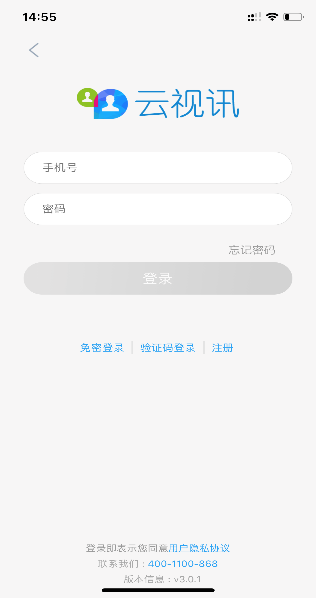 14:55
云视讯
手机号
密码
忘记密码
登录
免密登录 | 验证码登录 | 注册
登录即表示您同意用户隐私协议
联系我们：400-1100-868
版本信息：v3.0.1